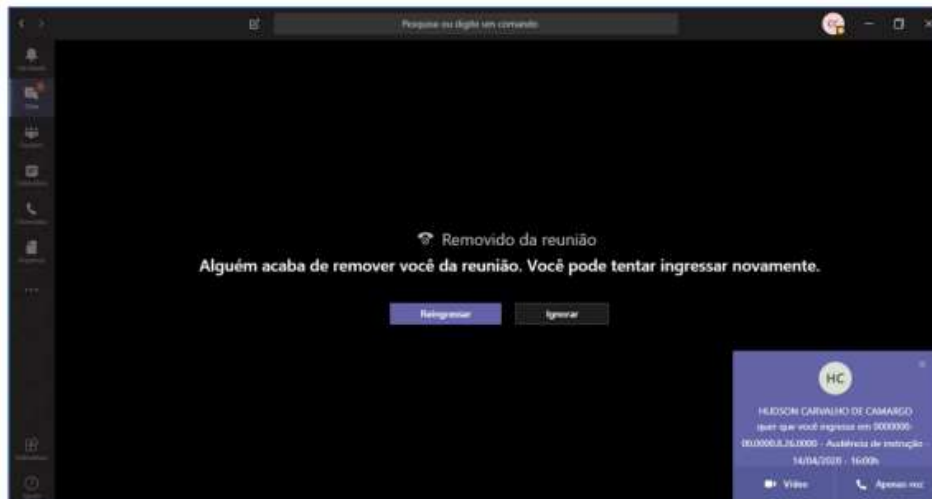 Pesquise ou digite um comando
CC
Chat
Removido da reunião
Alguém acaba de remover você da reunião. Você pode tentar ingressar novamente.
Reingressar
Ignorar
HC
HUDSON CARVALHO DE CAMARGO
quer que você ingresse em 0000000-
00.0000.8.26.0000 - Audiência de instrução -
14/04/2020 - 16:00h
Vídeo
Apenas voz